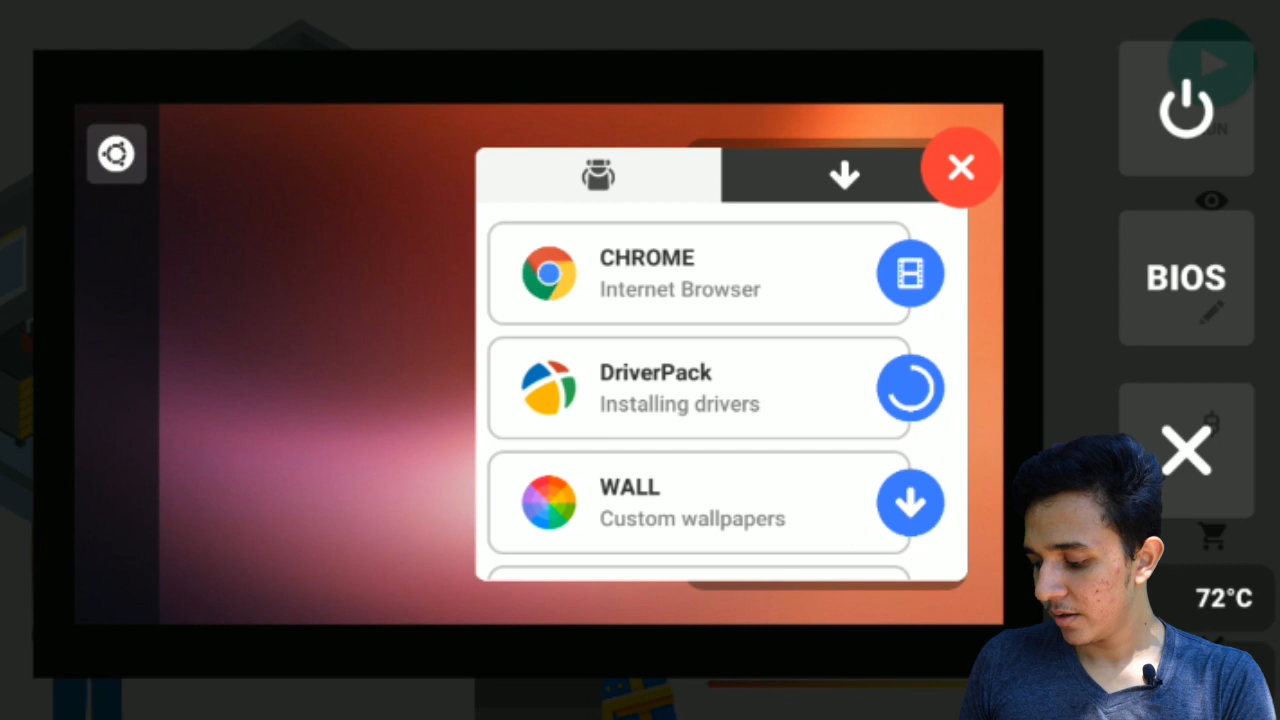 CHROME
Internet Browser
DriverPack
Installing drivers
WALL
Custom wallpapers
BIOS
72°C